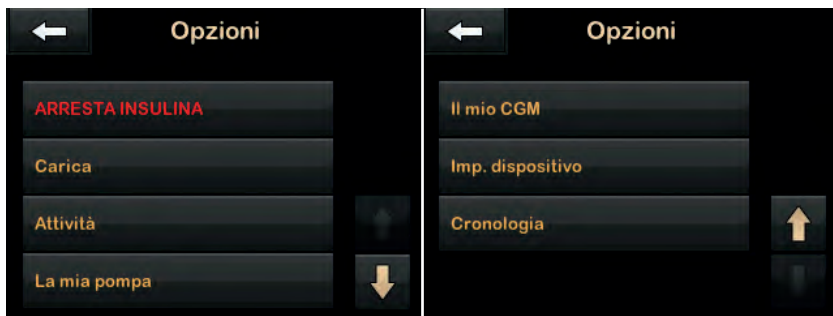 Opzioni
ARRESTA INSULINA
Carica
Attività
La mia pompa
Opzioni
Il mio CGM
Imp. dispositivo
Cronologia